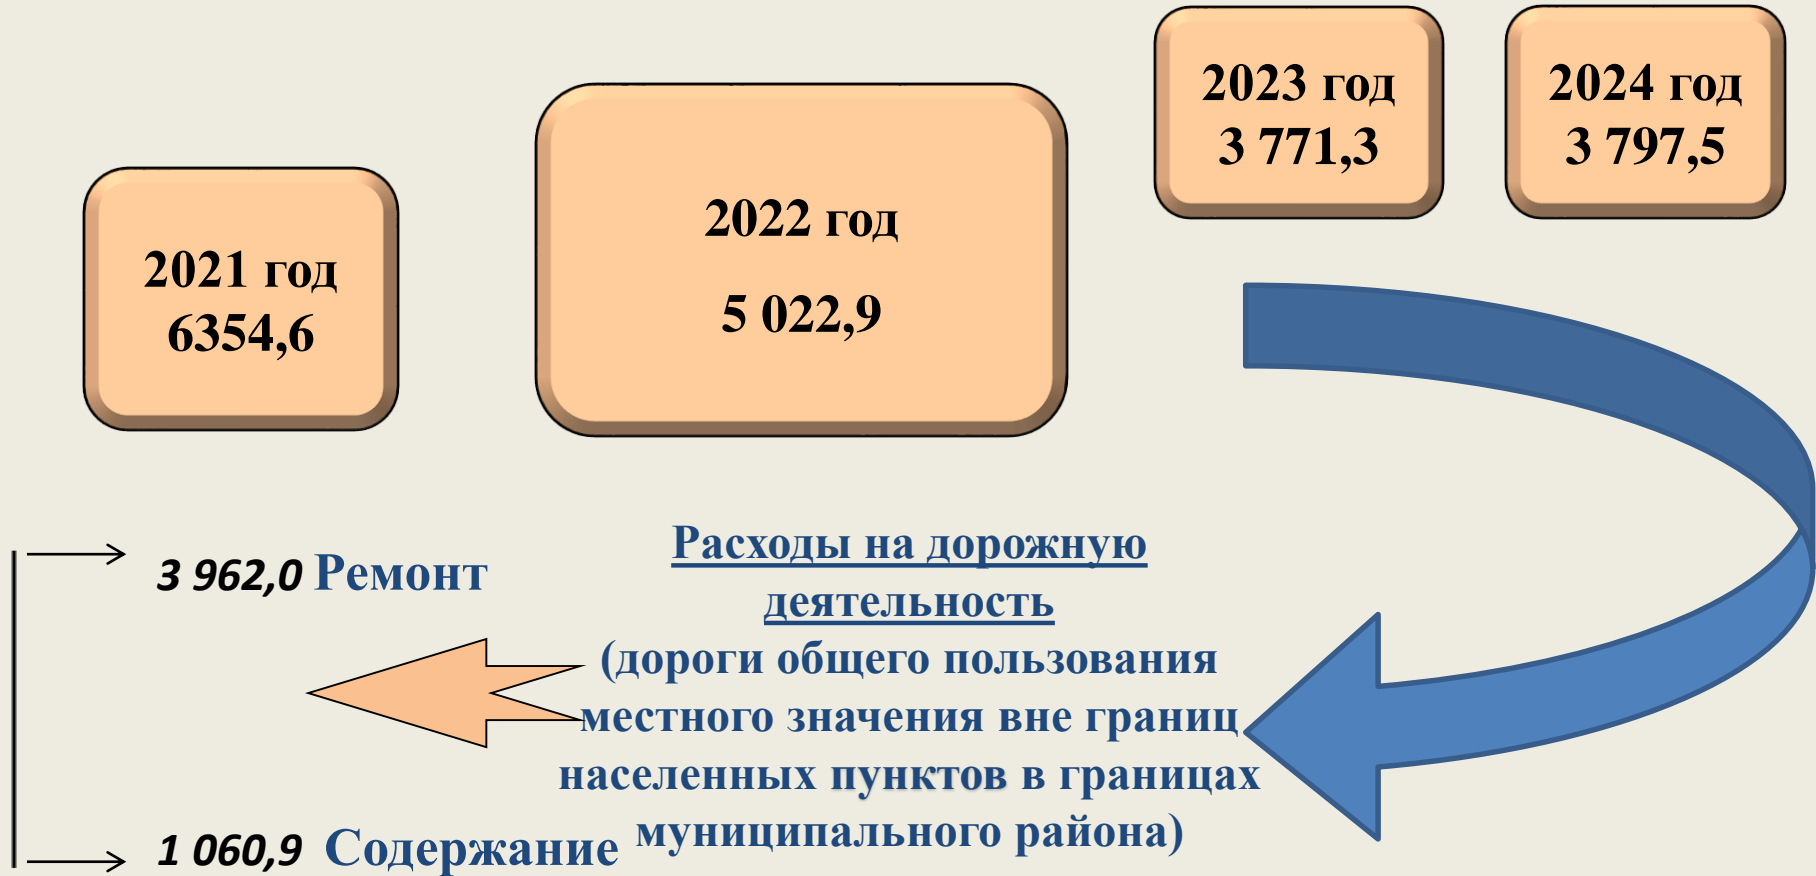 2021 год
6354,6
2022 год
5 022,9
2023 год
3 771,3
2024 год
3 797,5
3 962,0 Ремонт
1 060,9 Содержание
Расходы на дорожную
деятельность
(дороги общего пользования
местного значения вне границ
населенных пунктов в границах
муниципального района)